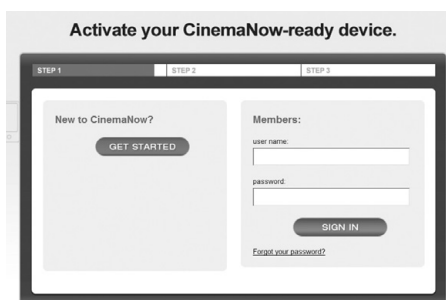 Activate your CinemaNow-ready device.
STEP 1 STEP 2 STEP 3
New to CinemaNow?
GET STARTED
Members:
user name:
password:
SIGN IN
Forgot your password?